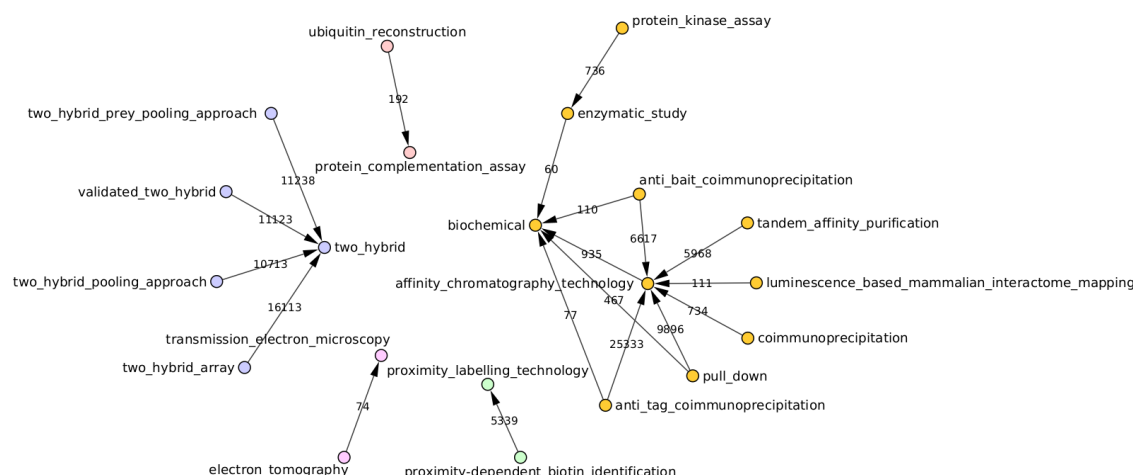 protein_kinase_assay
ubiquitin_reconstruction
736
192
two_hybrid_prey_pooling_approach
enzymatic_study
protein_complementation_assay
60
11238
anti_bait_coimmunoprecipitation
validated_two_hybrid
110
11123
biochemical
tandem_affinity_purification
6617
two_hybrid
935
5968
10713
two_hybrid_pooling_approach
affinity_chromatography_technology
111
luminescence_based_mammalian_interactome_mapping
467
16113
77
734
9896
transmission_electron_microscopy
25333
coimmunoprecipitation
two_hybrid_array
proximity_labelling_technology
pull_down
74
anti_tag_coimmunoprecipitation
5339
electron_tomography
proximity-dependent_biotin_identification